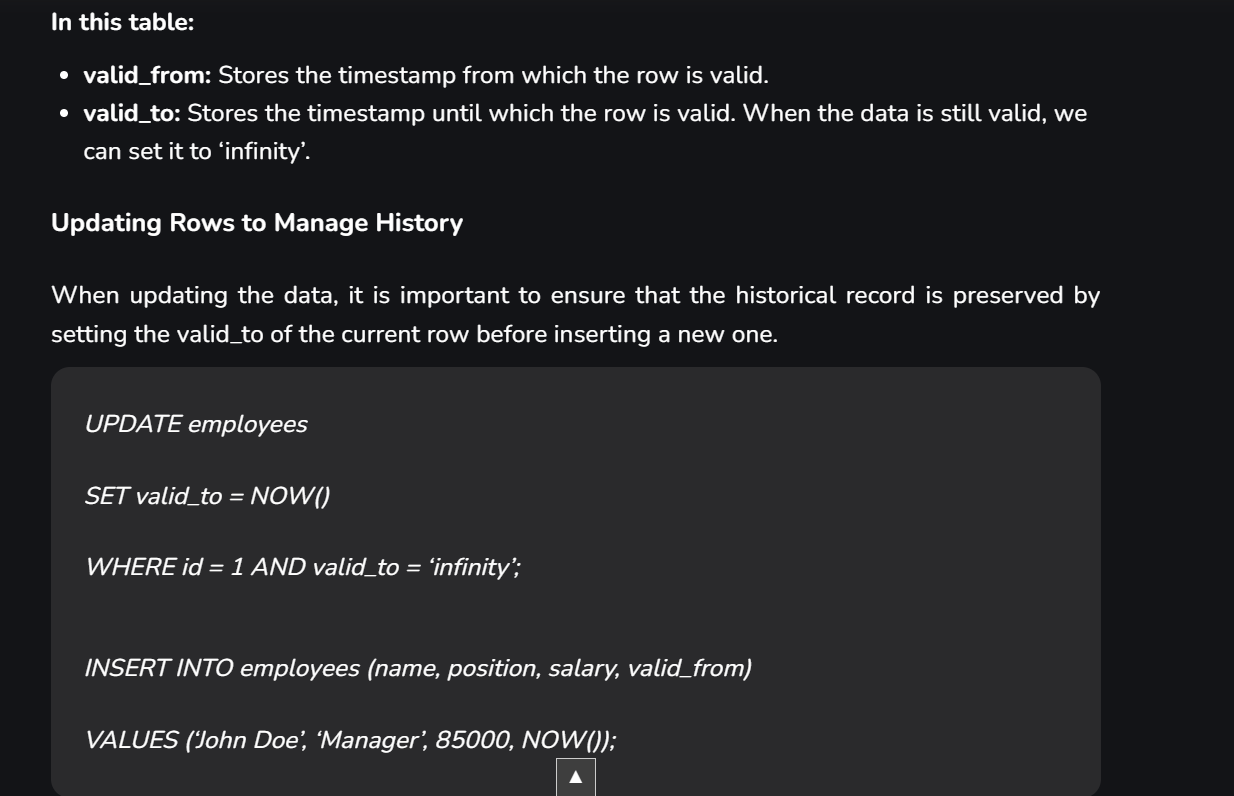 In this table:
• valid_from: Stores the timestamp from which the row is valid.
• valid_to: Stores the timestamp until which the row is valid. When the data is still valid, we
can set it to ‘infinity’.
Updating Rows to Manage History
When updating the data, it is important to ensure that the historical record is preserved by
setting the valid_to of the current row before inserting a new one.
UPDATE employees
SET valid_to = NOW()
WHERE id = 1 AND valid_to = ‘infinity’;
INSERT INTO employees (name, position, salary, valid_from)
VALUES (‘John Doe’, ‘Manager’, 85000, NOW());
▲